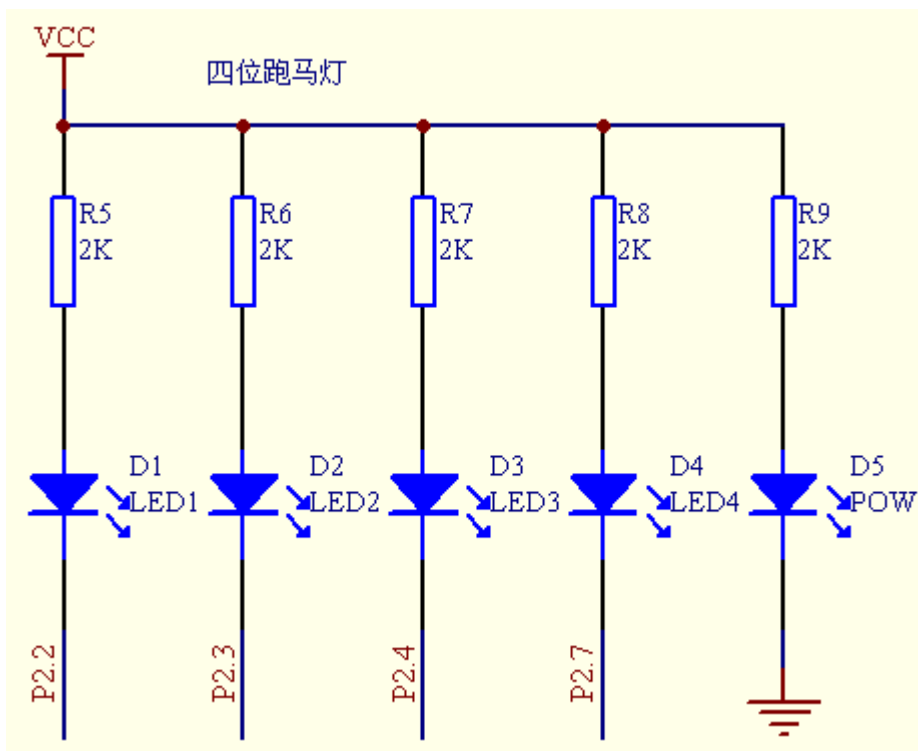 VCC
四位跑马灯
R5
2K
R6
2K
R7
2K
R8
2K
R9
2K
D1
LED1
D2
LED2
D3
LED3
D4
LED4
D5
POW
P2.2
P2.3
P2.4
P2.7